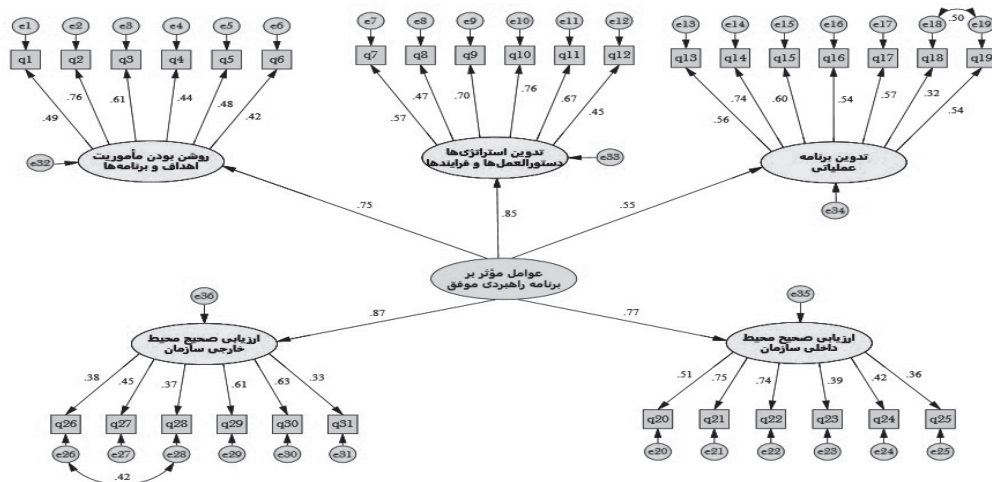 e1 e2 e3 e4 e5 e6
q1 q2 q3 q4 q5 q6
.49 .76 .61 .44 .48 .42
e32
روشن بودن مأموریت
اهداف و برنامه‌ها
e7 e8 e9 e10 e11 e12
q7 q8 q9 q10 q11 q12
.57 .47 .70 .76 .67 .45
تدوین استراتژی‌ها
دستورالعمل‌ها و فرایندها
e33
.50
e13 e14 e15 e16 e17 e18 e19
q13 q14 q15 q16 q17 q18 q19
.56 .74 .60 .54 .57 .32 .54
تدوین برنامه
عملیاتی
e34
.75 .85 .55
عوامل مؤثر بر
برنامه راهبردی موفق
.87 .77
e36
ارزیابی صحیح محیط
خارجی سازمان
.38 .45 .37 .61 .63 .33
q26 q27 q28 q29 q30 q31
e26 e27 e28 e29 e30 e31
.42
e35
ارزیابی صحیح محیط
داخلی سازمان
.51 .75 .74 .39 .42 .36
q20 q21 q22 q23 q24 q25
e20 e21 e22 e23 e24 e25